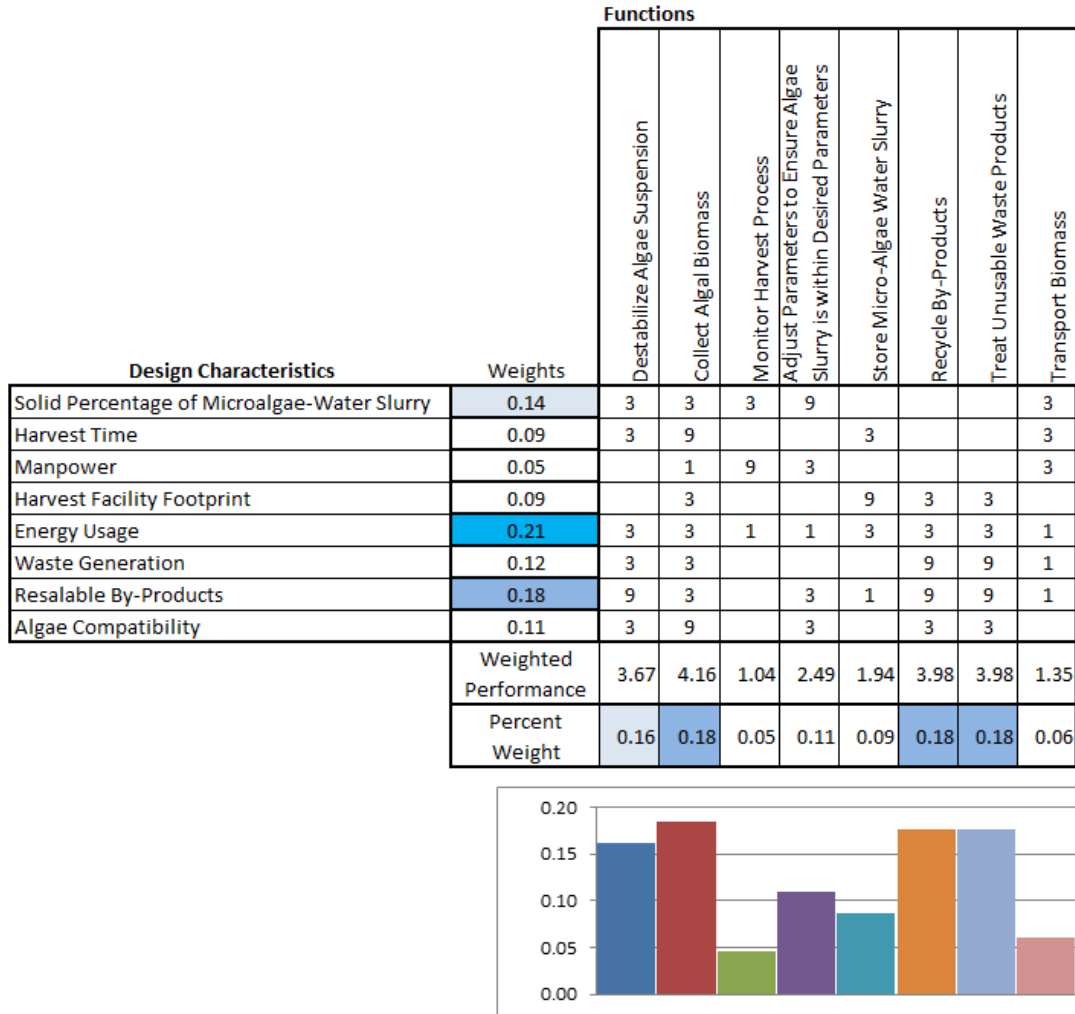 Functions
Destabilize Algae Suspension
Collect Algal Biomass
Monitor Harvest Process
Adjust Parameters to Ensure Algae
Slurry is within Desired Parameters
Store Micro-Algae Water Slurry
Recycle By-Products
Treat Unusable Waste Products
Transport Biomass
Design Characteristics Weights
Solid Percentage of Microalgae-Water Slurry 0.14 3 3 3 9 3
Harvest Time 0.09 3 9 3 3
Manpower 0.05 1 9 3 3
Harvest Facility Footprint 0.09 3 9 3 3
Energy Usage 0.21 3 3 1 1 3 3 3 1
Waste Generation 0.12 3 3 9 9 1
Resalable By-Products 0.18 9 3 3 1 9 9 1
Algae Compatibility 0.11 3 9 3 3 3
Weighted
Performance 3.67 4.16 1.04 2.49 1.94 3.98 3.98 1.35
Percent
Weight 0.16 0.18 0.05 0.11 0.09 0.18 0.18 0.06
0.20
0.15
0.10
0.05
0.00